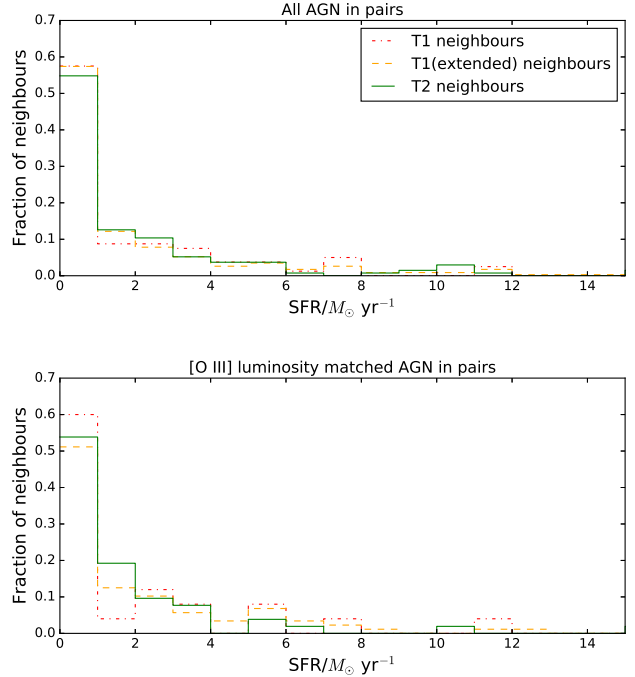 All AGN in pairs
0.7
0.6
0.5
0.4
0.3
0.2
0.1
0.0
Fraction of neighbours
T1 neighbours
T1(extended) neighbours
T2 neighbours
0 2 4 6 8 10 12 14
SFR/M⊙ yr⁻¹
[O III] luminosity matched AGN in pairs
0.7
0.6
0.5
0.4
0.3
0.2
0.1
0.0
Fraction of neighbours
0 2 4 6 8 10 12 14
SFR/M⊙ yr⁻¹